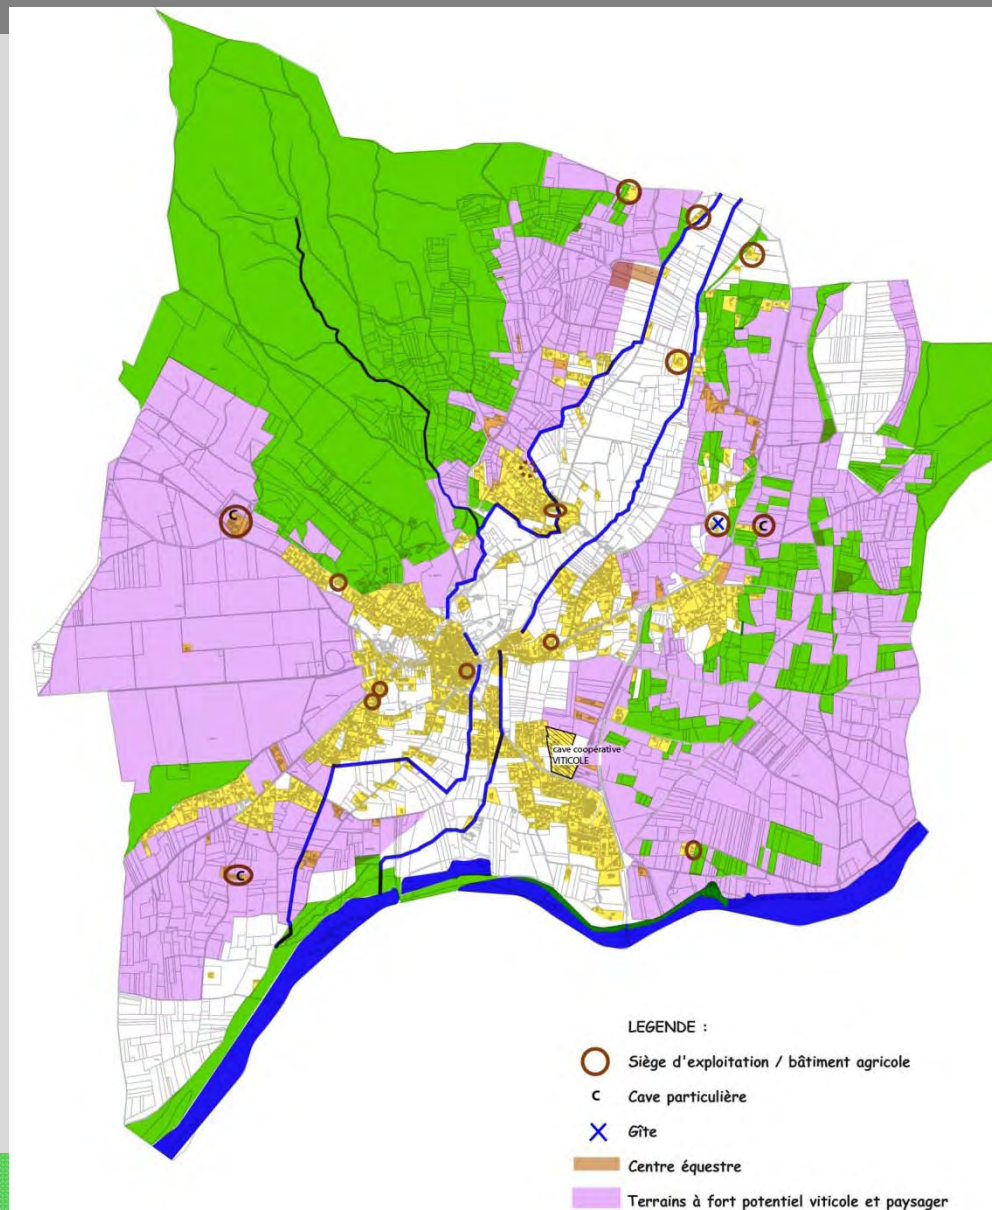 C
X
C
cave coopérative
VITICOLE
C
LEGENDE :
Siège d'exploitation / bâtiment agricole
C Cave particulière
Gîte
Centre équestre
Terrains à fort potentiel viticole et paysager